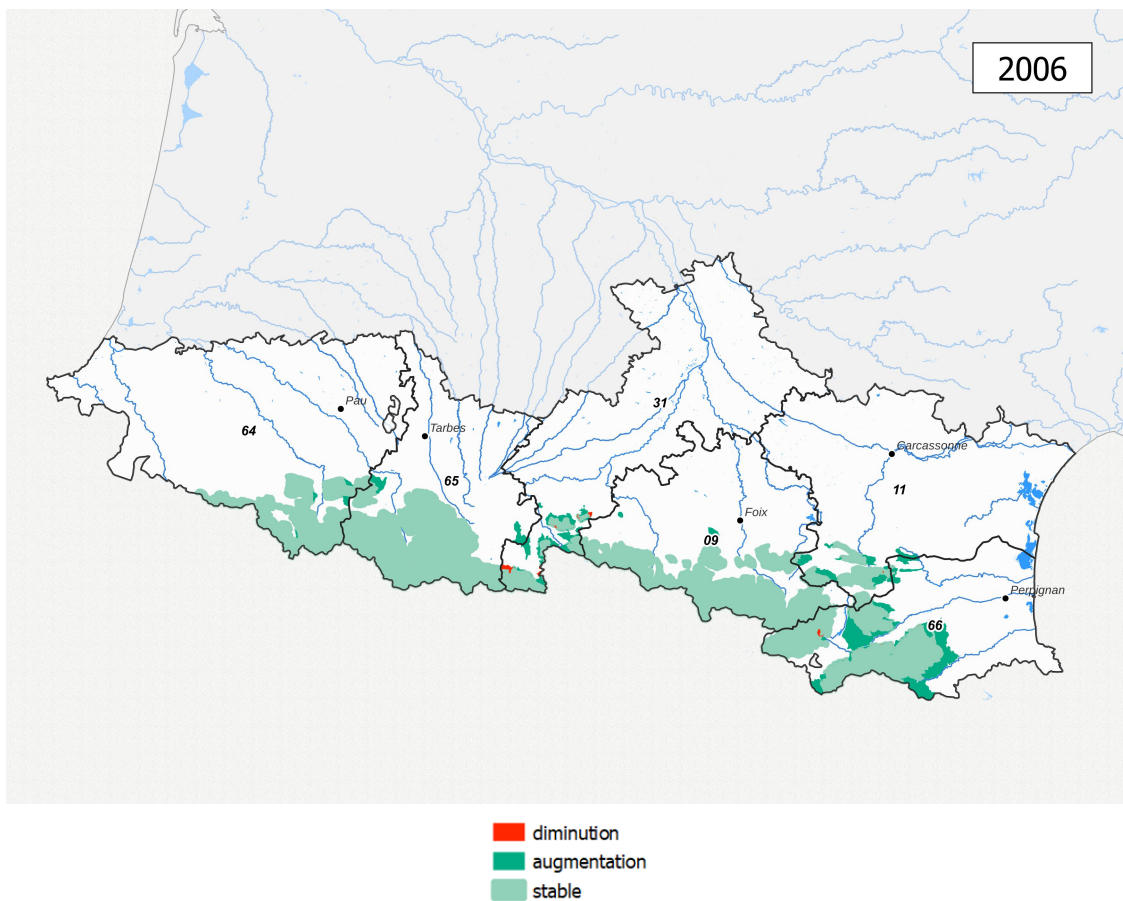 2006
Pau
31
64
Tarbes
Carcassonne
65
11
Foix
09
Perpignan
66
diminution
augmentation
stable